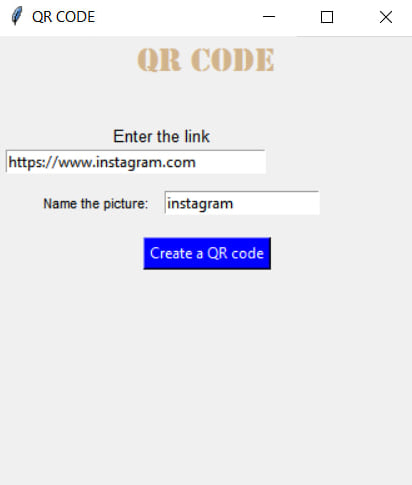 QR CODE
QR CODE
Enter the link
https://www.instagram.com
Name the picture: instagram
Create a QR code